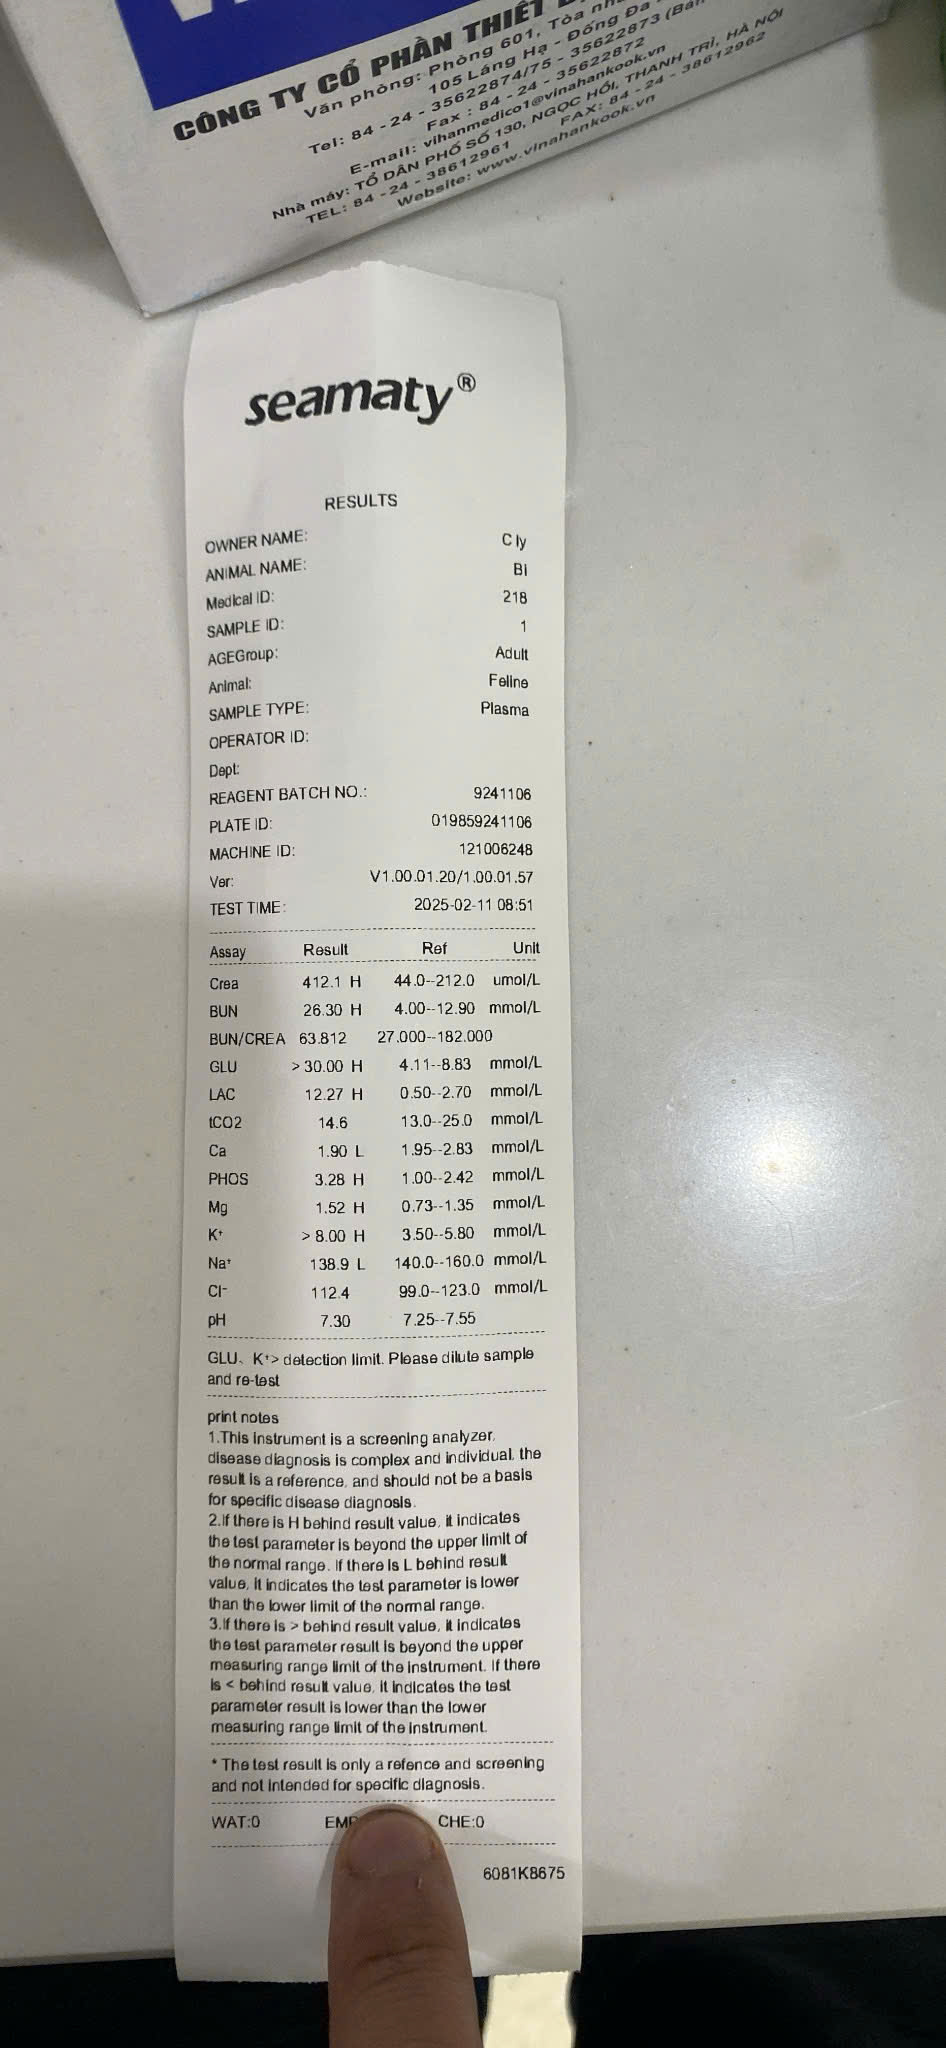 CÔNG TY CỔ PHẦN THIẾT
Văn phòng: Phòng 601, Tòa
105 Láng Hạ - Đống Đa
Tel: 84 - 24 - 35622874/75 - 35622873
Fax : 84 - 24 - 35622872
E-mail: vihanmedico1@vinahankook.vn
Nhà máy: TỔ DÂN PHỐ SỐ 130, NGỌC HỒI, THANH TRÌ, HÀ NỘI
TEL: 84 - 24 - 38612961 FAX: 84 - 24 - 38612962
Website: www.vinahankook.vn
seamaty®
RESULTS
OWNER NAME: C ly
ANIMAL NAME: Bi
Medical ID: 218
SAMPLE ID: 1
AGEGroup: Adult
Animal: Feline
SAMPLE TYPE: Plasma
OPERATOR ID:
Dept:
REAGENT BATCH NO.: 9241106
PLATE ID: 019859241106
MACHINE ID: 121006248
Ver: V1.00.01.20/1.00.01.57
TEST TIME: 2025-02-11 08:51
Assay Result Ref Unit
Crea 412.1 H 44.0--212.0 umol/L
BUN 26.30 H 4.00--12.90 mmol/L
BUN/CREA 63.812 27.000--182.000
GLU > 30.00 H 4.11--8.83 mmol/L
LAC 12.27 H 0.50--2.70 mmol/L
tCO2 14.6 13.0--25.0 mmol/L
Ca 1.90 L 1.95--2.83 mmol/L
PHOS 3.28 H 1.00--2.42 mmol/L
Mg 1.52 H 0.73--1.35 mmol/L
K⁺ > 8.00 H 3.50--5.80 mmol/L
Na⁺ 138.9 L 140.0--160.0 mmol/L
Cl⁻ 112.4 99.0--123.0 mmol/L
pH 7.30 7.25--7.55
GLU、K⁺> detection limit. Please dilute sample
and re-test
print notes
1.This instrument is a screening analyzer,
disease diagnosis is complex and individual, the
result is a reference, and should not be a basis
for specific disease diagnosis.
2.If there is H behind result value, it indicates
the test parameter is beyond the upper limit of
the normal range. If there is L behind result
value, it indicates the test parameter is lower
than the lower limit of the normal range.
3.If there is > behind result value, it indicates
the test parameter result is beyond the upper
measuring range limit of the instrument. If there
is < behind result value, it indicates the test
parameter result is lower than the lower
measuring range limit of the instrument.
* The test result is only a refence and screening
and not intended for specific diagnosis.
WAT:0 CHE:0
6081K8675